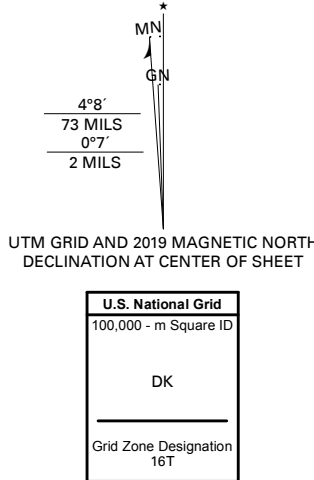 ★
MN
GN
4°8´
73 MILS
0°7´
2 MILS
UTM GRID AND 2019 MAGNETIC NORTH
DECLINATION AT CENTER OF SHEET
U.S. National Grid
100,000 - m Square ID
DK
Grid Zone Designation
16T